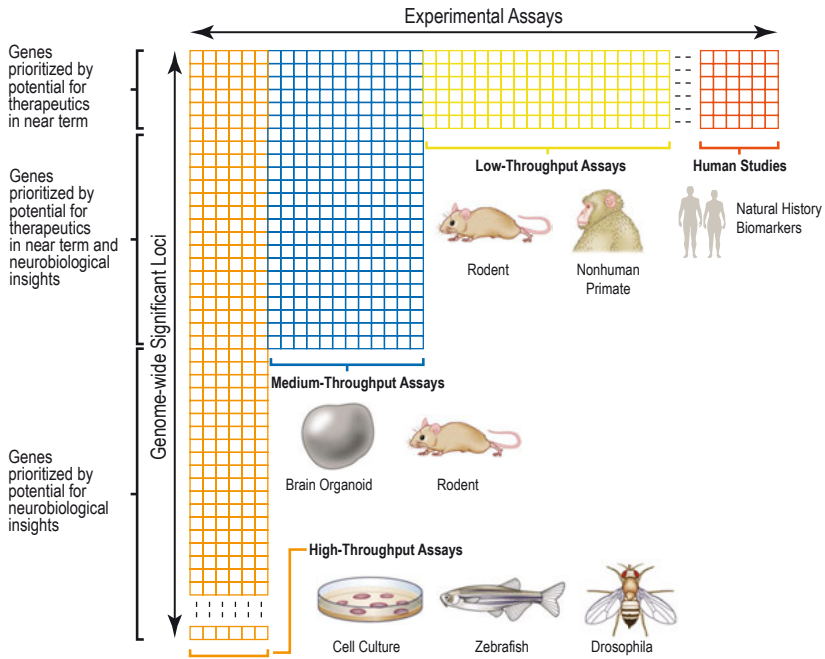 Experimental Assays
Genes
prioritized by
potential for
therapeutics
in near term
Genes
prioritized by
potential for
therapeutics
in near term and
neurobiological
insights
Genes
prioritized by
potential for
neurobiological
insights
Genome-wide Significant Loci
Low-Throughput Assays
Rodent
Nonhuman
Primate
Human Studies
Natural History
Biomarkers
Medium-Throughput Assays
Brain Organoid
Rodent
High-Throughput Assays
Cell Culture
Zebrafish
Drosophila